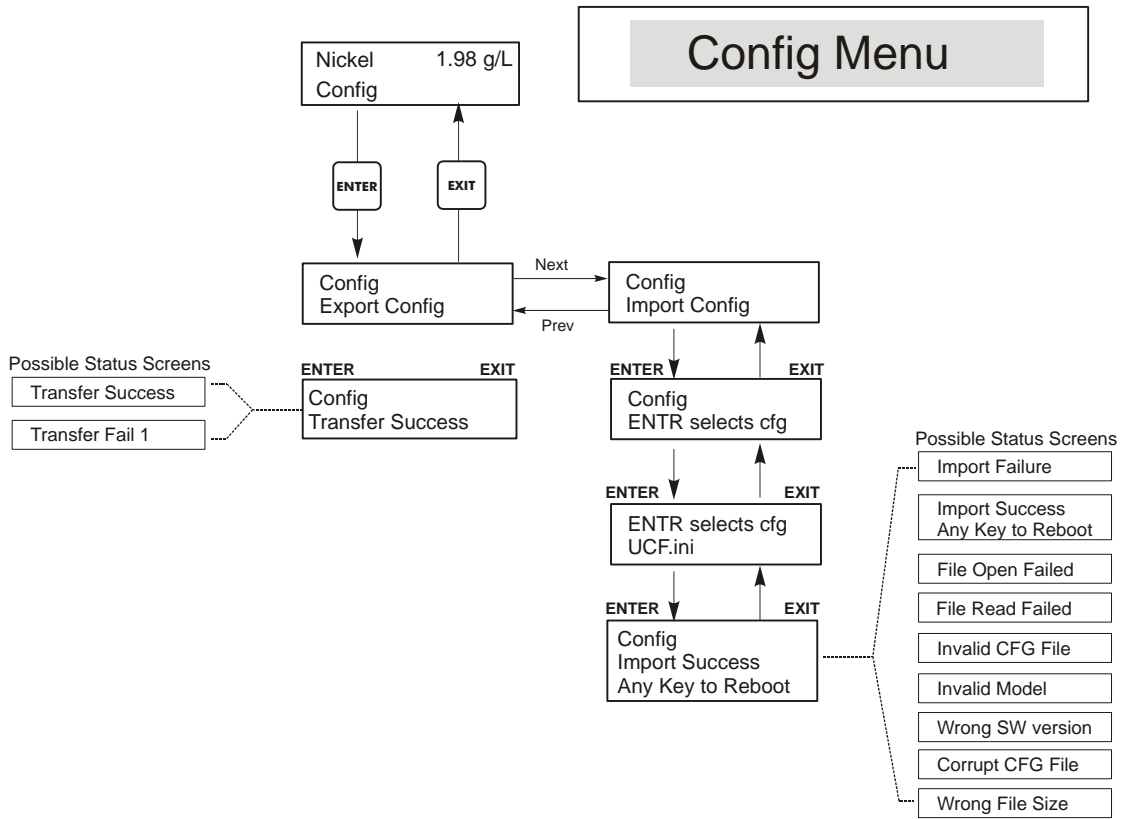 Config Menu
Nickel 1.98 g/L
Config
ENTER
EXIT
Config
Export Config
Next
Prev
Config
Import Config
Possible Status Screens
Transfer Success
Transfer Fail 1
ENTER EXIT
Config
Transfer Success
ENTER EXIT
Config
ENTR selects cfg
ENTER EXIT
ENTR selects cfg
UCF.ini
ENTER EXIT
Config
Import Success
Any Key to Reboot
Possible Status Screens
Import Failure
Import Success
Any Key to Reboot
File Open Failed
File Read Failed
Invalid CFG File
Invalid Model
Wrong SW version
Corrupt CFG File
Wrong File Size